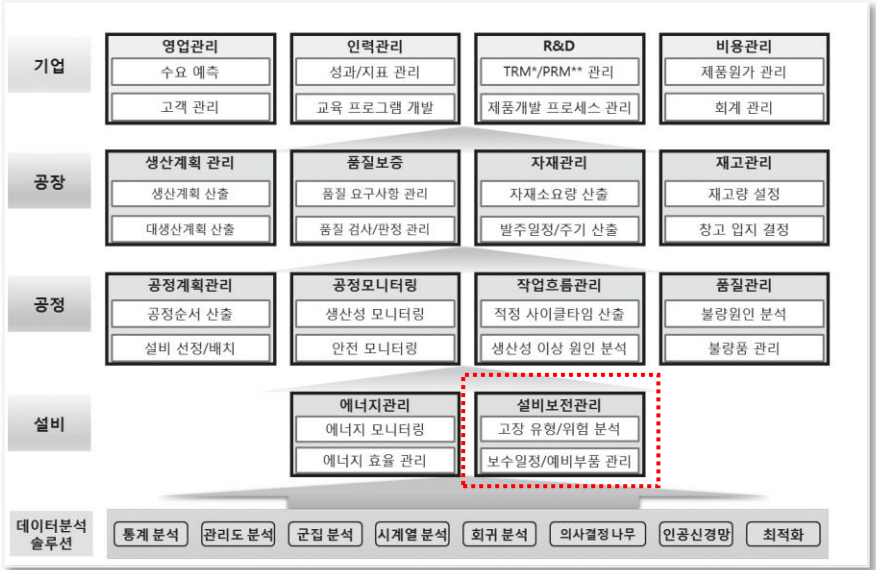 기업
영업관리
수요 예측
고객 관리
인력관리
성과/지표 관리
교육 프로그램 개발
R&D
TRM*/PRM** 관리
제품개발 프로세스 관리
비용관리
제품원가 관리
회계 관리
공장
생산계획 관리
생산계획 산출
대생산계획 산출
품질보증
품질 요구사항 관리
품질 검사/판정 관리
자재관리
자재소요량 산출
발주일정/주기 산출
재고관리
재고량 설정
창고 입지 결정
공정
공정계획관리
공정순서 산출
설비 선정/배치
공정모니터링
생산성 모니터링
안전 모니터링
작업흐름관리
적정 사이클타임 산출
생산성 이상 원인 분석
품질관리
불량원인 분석
불량품 관리
설비
에너지관리
에너지 모니터링
에너지 효율 관리
설비보전관리
고장 유형/위험 분석
보수일정/예비부품 관리
데이터분석
솔루션
통계 분석
관리도 분석
군집 분석
시계열 분석
회귀 분석
의사결정나무
인공신경망
최적화